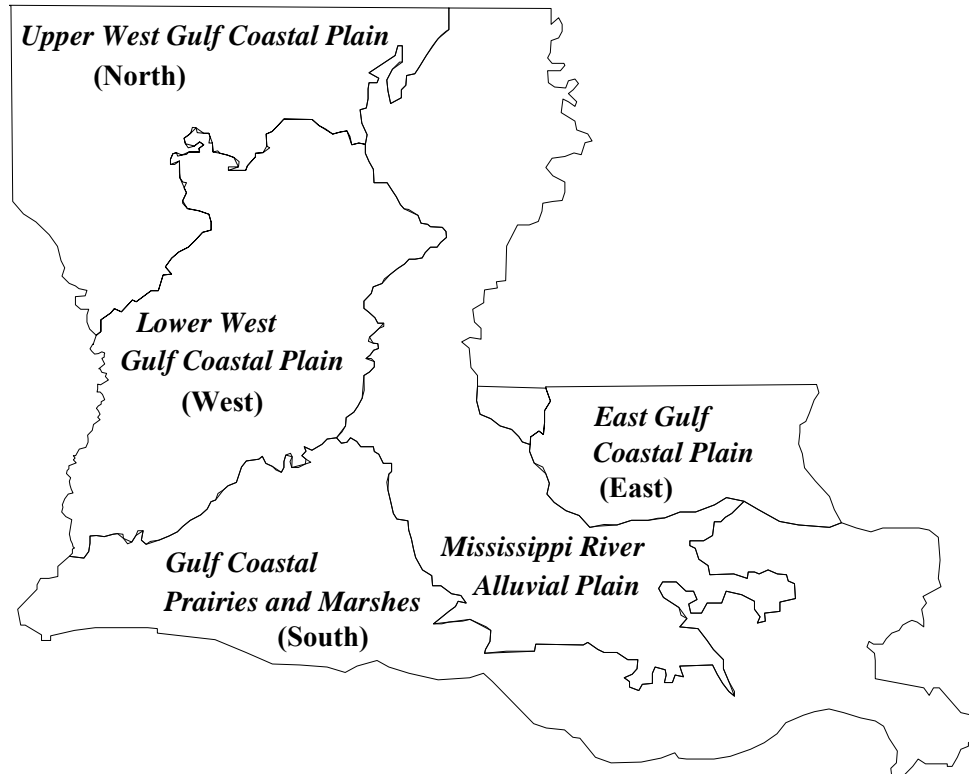 Upper West Gulf Coastal Plain
(North)
Lower West
Gulf Coastal Plain
(West)
East Gulf
Coastal Plain
(East)
Mississippi River
Alluvial Plain
Gulf Coastal
Prairies and Marshes
(South)